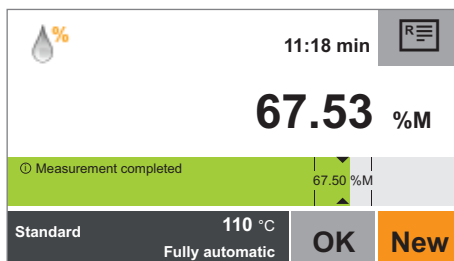 %
11:18 min
R
67.53 %M
ⓘ Measurement completed
67.50 %M
Standard
110 °C
Fully automatic
OK
New